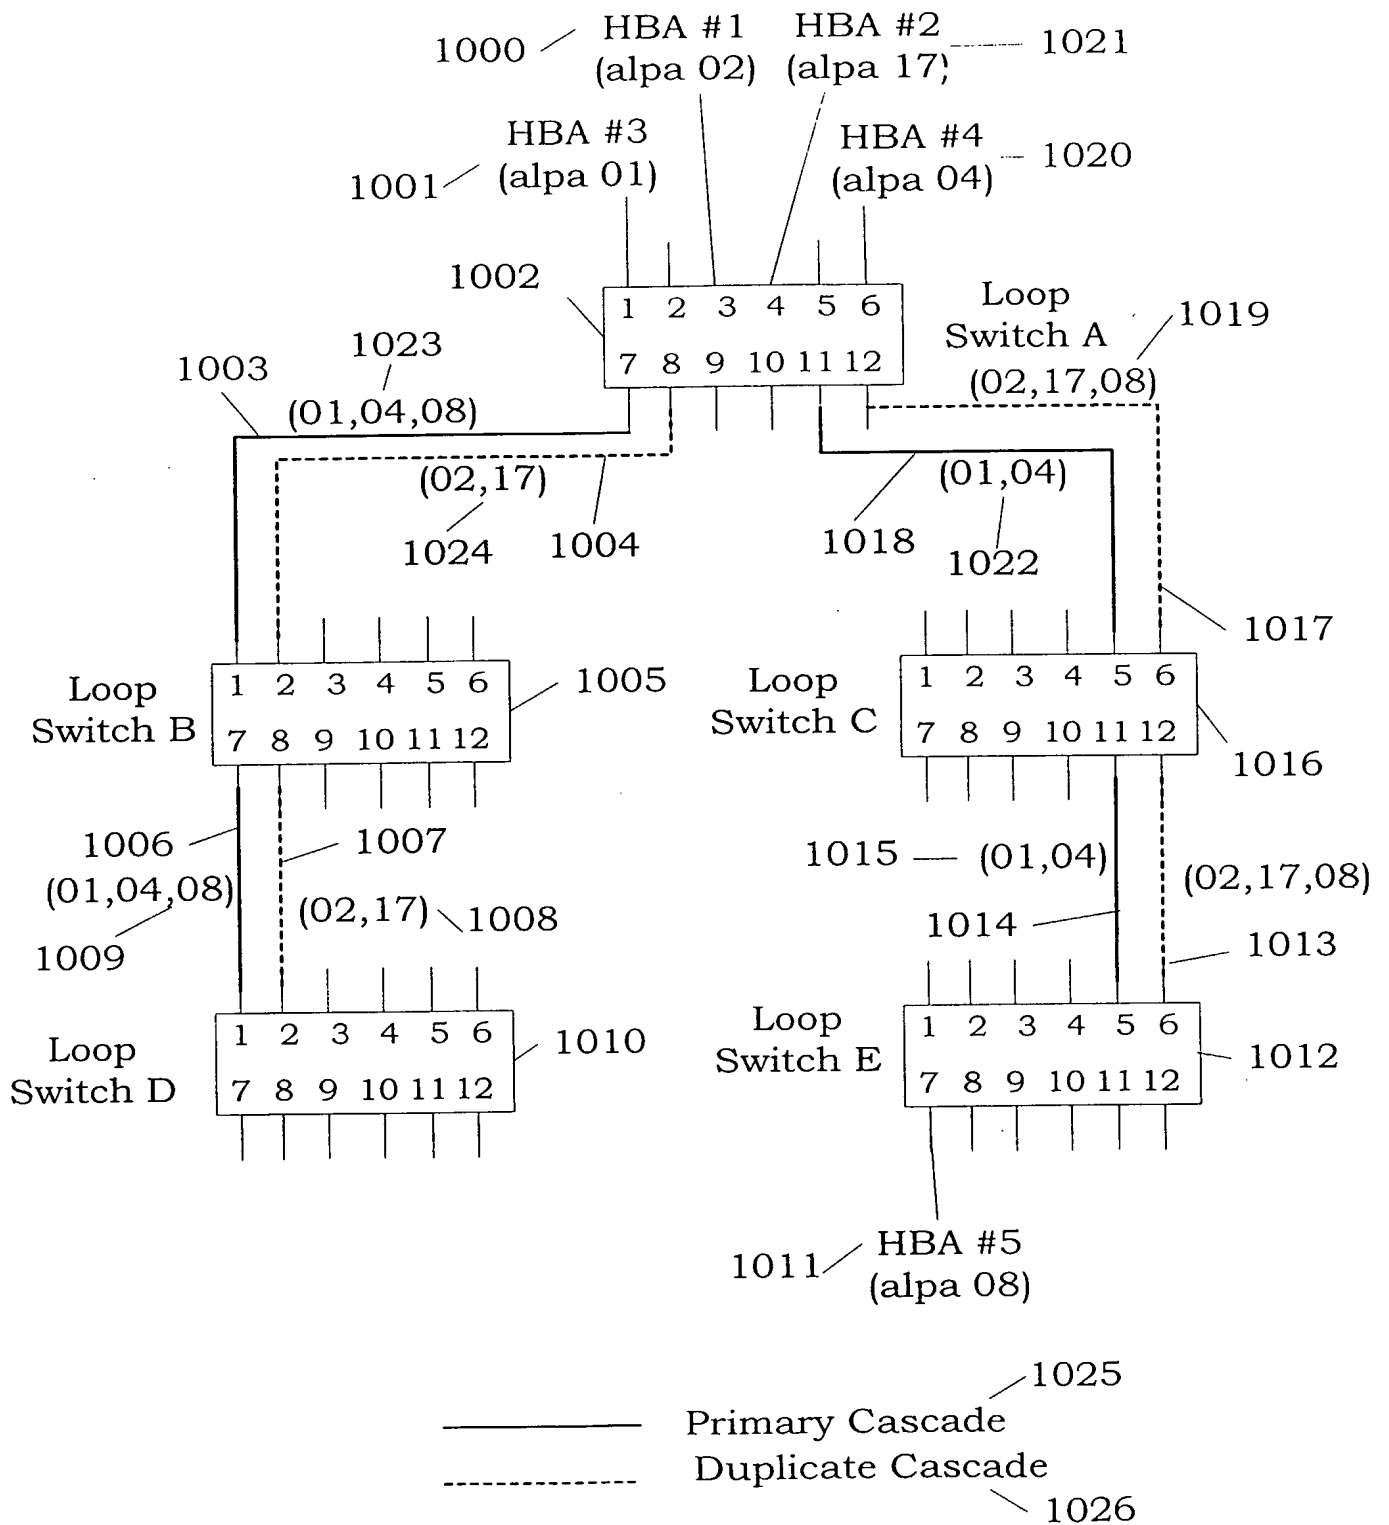 1000
HBA #1
(alpa 02)
HBA #2
(alpa 17)
1021
1001
HBA #3
(alpa 01)
HBA #4
(alpa 04)
1020
1002
1 2 3 4 5 6
7 8 9 10 11 12
Loop
Switch A
1019
(02,17,08)
1003
1023
(01,04,08)
(02,17)
1024
1004
1018
(01,04)
1022
1017
Loop
Switch B
1 2 3 4 5 6
7 8 9 10 11 12
1005
Loop
Switch C
1 2 3 4 5 6
7 8 9 10 11 12
1016
1006
(01,04,08)
1009
1007
(02,17)
1008
1015
(01,04)
1014
(02,17,08)
1013
Loop
Switch D
1 2 3 4 5 6
7 8 9 10 11 12
1010
Loop
Switch E
1 2 3 4 5 6
7 8 9 10 11 12
1012
1011
HBA #5
(alpa 08)
1025
Primary Cascade
Duplicate Cascade
1026